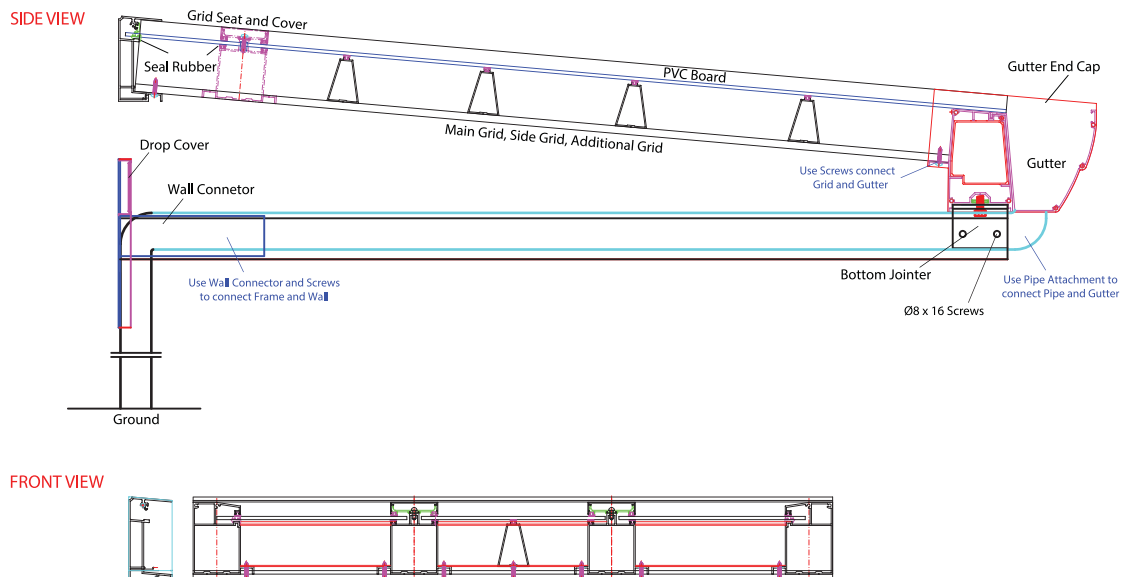 SIDE VIEW
Grid Seat and Cover
Seal Rubber
PVC Board
Gutter End Cap
Main Grid, Side Grid, Additional Grid
Drop Cover
Use Screws connect
Grid and Gutter
Gutter
Wall Connetor
Use Wall Connector and Screws
to connect Frame and Wall
Bottom Jointer
Use Pipe Attachment to
connect Pipe and Gutter
Ø8 x 16 Screws
Ground
FRONT VIEW